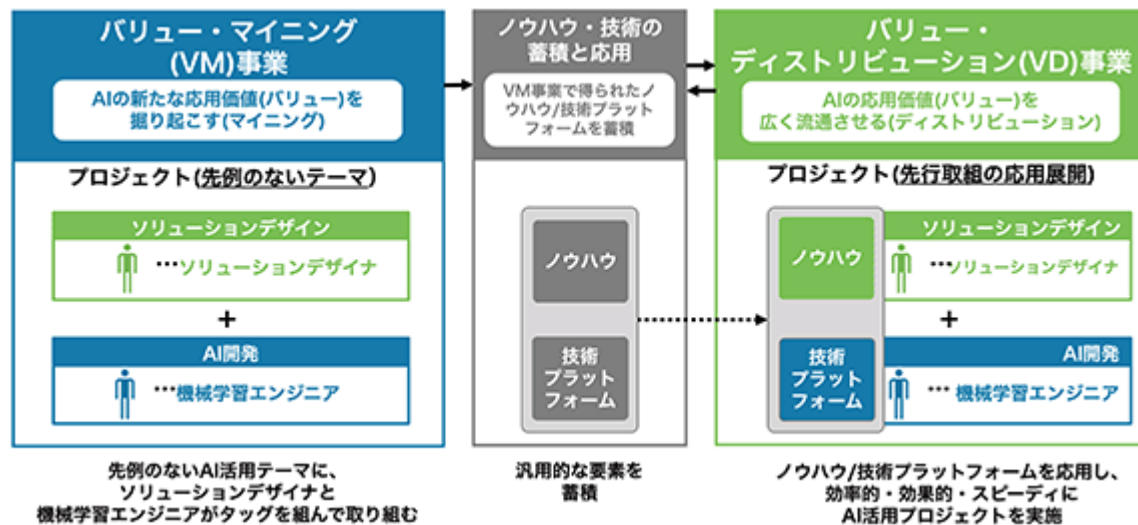 バリュー・マイニング
(VM)事業
AIの新たな応用価値(バリュー)を
掘り起こす(マイニング)
プロジェクト(先例のないテーマ)
ソリューションデザイン
…ソリューションデザイナ
+
AI開発
…機械学習エンジニア
先例のないAI活用テーマに、
ソリューションデザイナと
機械学習エンジニアがタッグを組んで取り組む
ノウハウ・技術の
蓄積と応用
VM事業で得られたノ
ウハウ/技術プラット
フォームを蓄積
ノウハウ
技術
プラット
フォーム
汎用的な要素を
蓄積
バリュー・
ディストリビューション(VD)事業
AIの応用価値(バリュー)を
広く流通させる(ディストリビューション)
プロジェクト(先行取組の応用展開)
ノウハウ
ソリューションデザイン
…ソリューションデザイナ
+
技術
プラット
フォーム
AI開発
… 機械学習エンジニア
ノウハウ/技術プラットフォームを応用し、
効率的・効果的・スピーディに
AI活用プロジェクトを実施